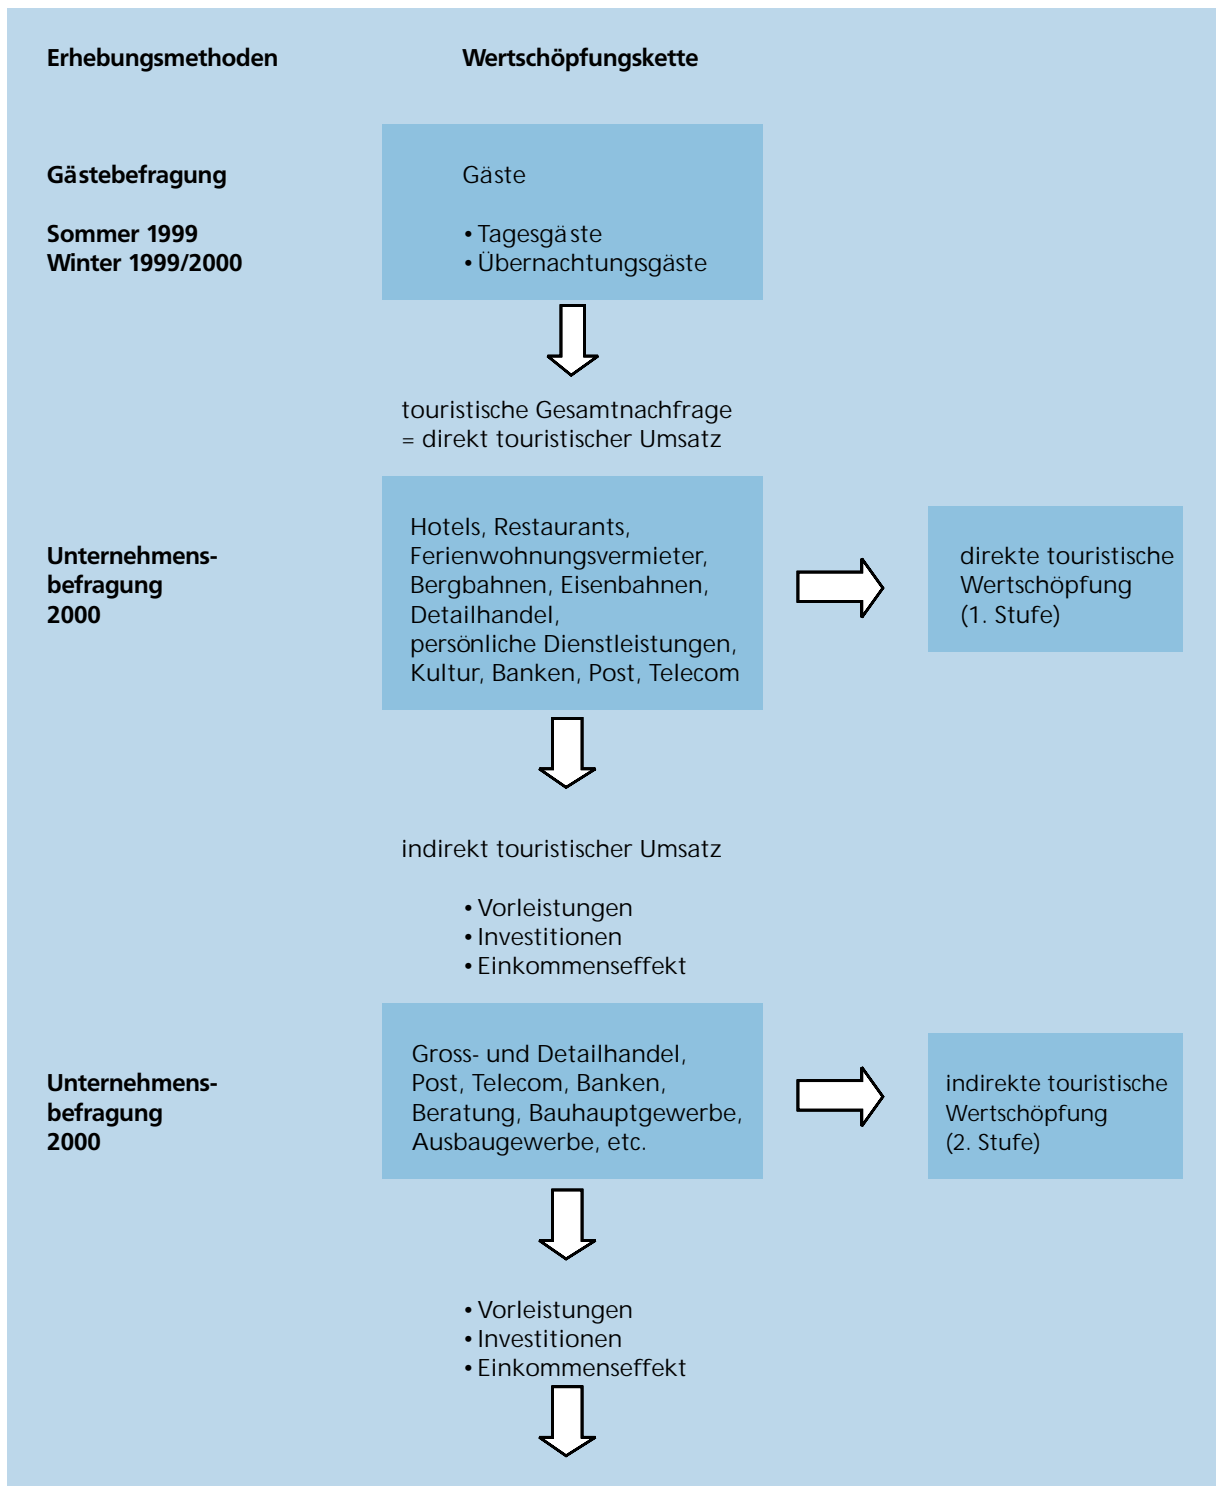 Erhebungsmethoden
Wertschöpfungskette
Gästebefragung
Gäste
Sommer 1999
Winter 1999/2000
• Tagesgäste
• Übernachtungsgäste
touristische Gesamtnachfrage
= direkt touristischer Umsatz
Unternehmens-
befragung
2000
Hotels, Restaurants,
Ferienwohnungsvermieter,
Bergbahnen, Eisenbahnen,
Detailhandel,
persönliche Dienstleistungen,
Kultur, Banken, Post, Telecom
direkte touristische
Wertschöpfung
(1. Stufe)
indirekt touristischer Umsatz
• Vorleistungen
• Investitionen
• Einkommenseffekt
Unternehmens-
befragung
2000
Gross- und Detailhandel,
Post, Telecom, Banken,
Beratung, Bauhauptgewerbe,
Ausbaugewerbe, etc.
indirekte touristische
Wertschöpfung
(2. Stufe)
• Vorleistungen
• Investitionen
• Einkommenseffekt